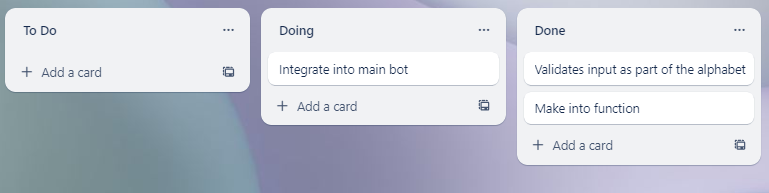 To Do
Add a card
Doing
Integrate into main bot
Add a card
Done
Validates input as part of the alphabet
Make into function
Add a card